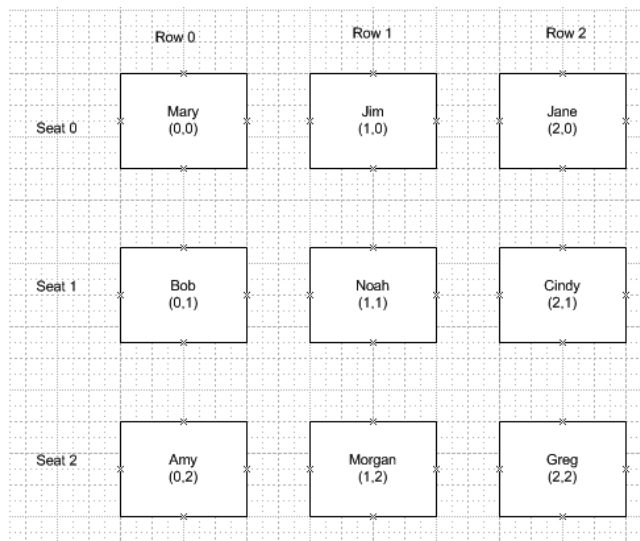 Row 0
Row 1
Row 2
Seat 0
Mary
(0,0)
Jim
(1,0)
Jane
(2,0)
Seat 1
Bob
(0,1)
Noah
(1,1)
Cindy
(2,1)
Seat 2
Amy
(0,2)
Morgan
(1,2)
Greg
(2,2)